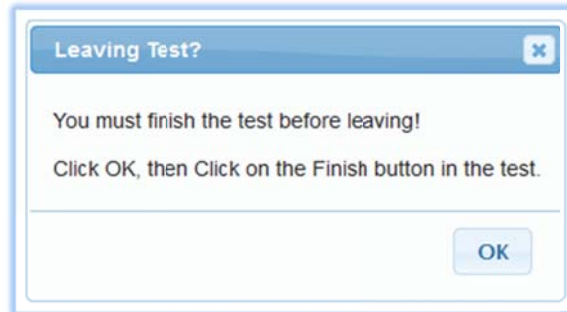 Leaving Test?
You must finish the test before leaving!
Click OK, then Click on the Finish button in the test.
OK